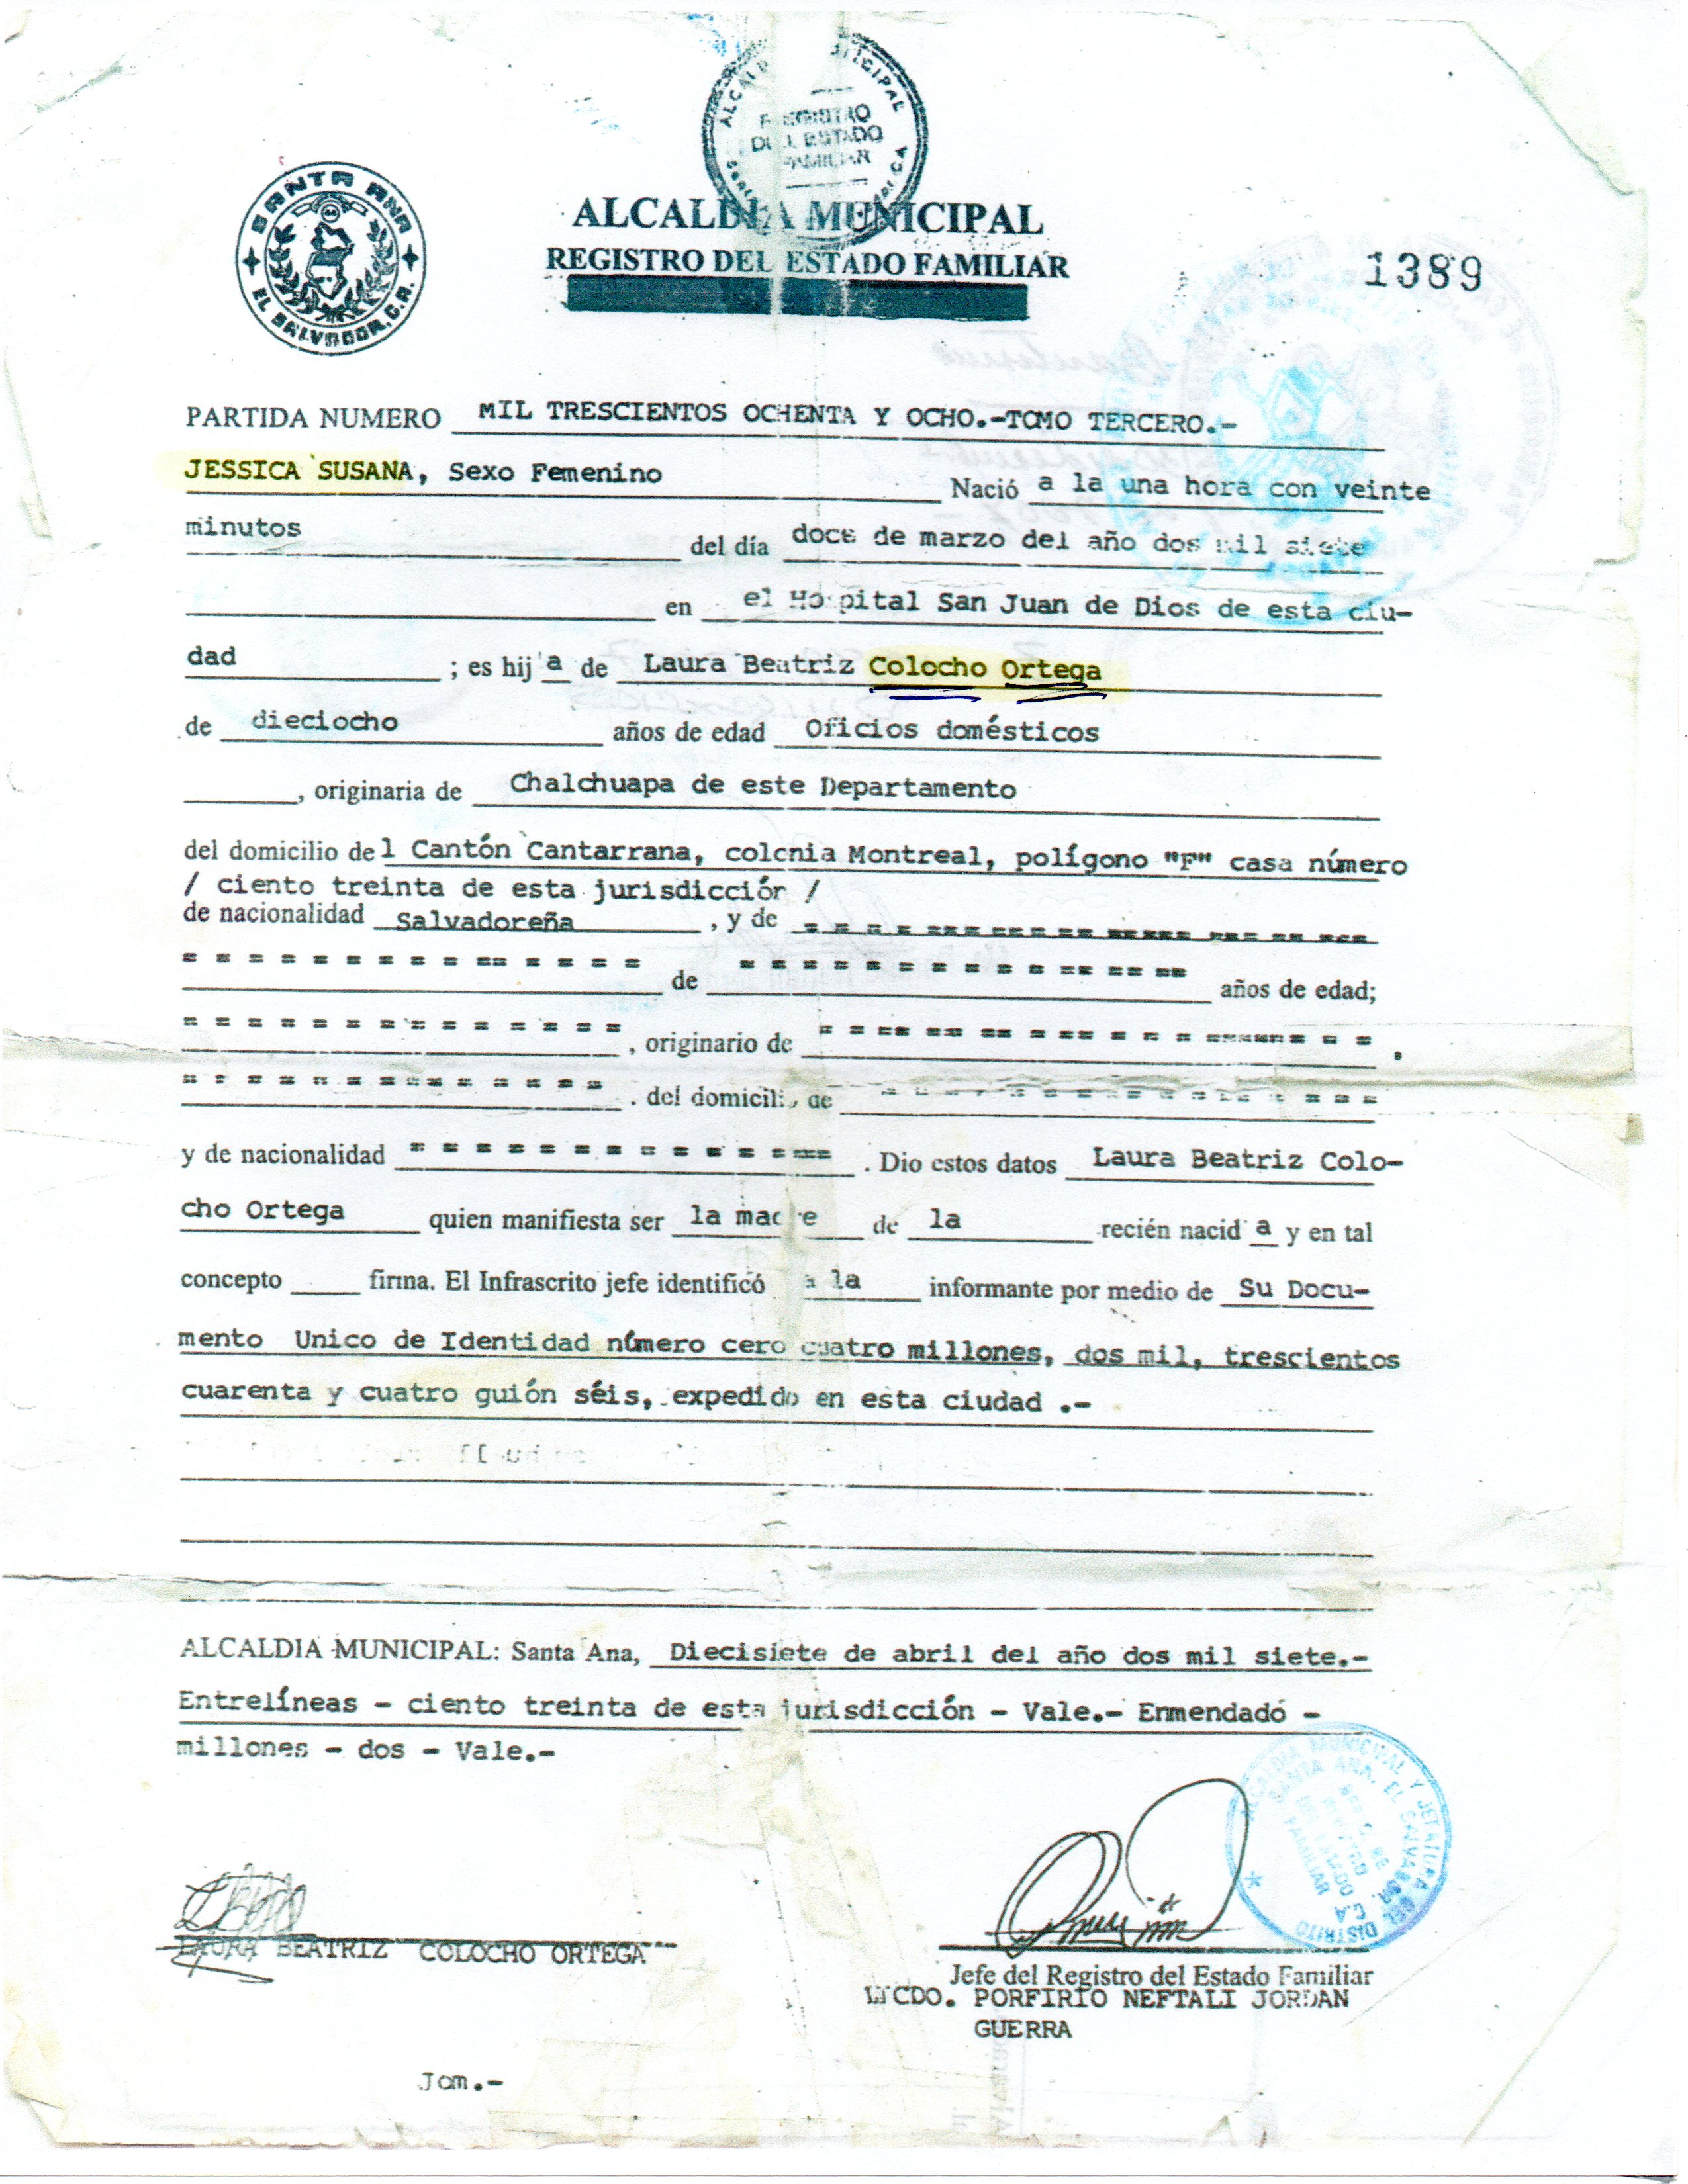 SANTA ANA
EL SALVADOR, C.A.
REGISTRO
DEL ESTADO
FAMILIAR
ALCALDIA MUNICIPAL
REGISTRO DEL ESTADO FAMILIAR
1389
PARTIDA NUMERO MIL TRESCIENTOS OCHENTA Y OCHO.-TOMO TERCERO.-
JESSICA SUSANA, Sexo Femenino Nació a la una hora con veinte
minutos del día doce de marzo del año dos mil siete
en el Hospital San Juan de Dios de esta ciu-
dad ; es hij a de Laura Beatriz Colocho Ortega
de dieciocho años de edad Oficios domésticos
, originaria de Chalchuapa de este Departamento
del domicilio de l Cantón Cantarrana, colonia Montreal, polígono "F" casa número
/ ciento treinta de esta jurisdicción /
de nacionalidad Salvadoreña , y de = = = = = = = = = = = = = =
= = = = = = = = = = = = = = de = = = = = = = = = = = = = = años de edad;
= = = = = = = = = = = = = = , originario de = = = = = = = = = = = = = = ,
= = = = = = = = = = = = = = . del domicilio de = = = = = = = = = = = = = =
y de nacionalidad = = = = = = = = = = = = = . Dio estos datos Laura Beatriz Colo-
cho Ortega quien manifiesta ser la madre de la recién nacid a y en tal
concepto firma. El Infrascrito jefe identificó a la informante por medio de Su Docu-
mento Unico de Identidad número cero cuatro millones, dos mil, trescientos
cuarenta y cuatro guión séis, expedido en esta ciudad .-
ALCALDIA MUNICIPAL: Santa Ana, Diecisiete de abril del año dos mil siete.-
Entrelíneas - ciento treinta de esta jurisdicción - Vale.- Enmendado -
millones - dos - Vale.-
ALCALDIA MUNICIPAL Y JEFATURA DEL DISTRITO
SANTA ANA, EL SALVADOR, C.A.
LAURA BEATRIZ COLOCHO ORTEGA
Jefe del Registro del Estado Familiar
LICDO. PORFIRIO NEFTALI JORDAN
GUERRA
Jom.-